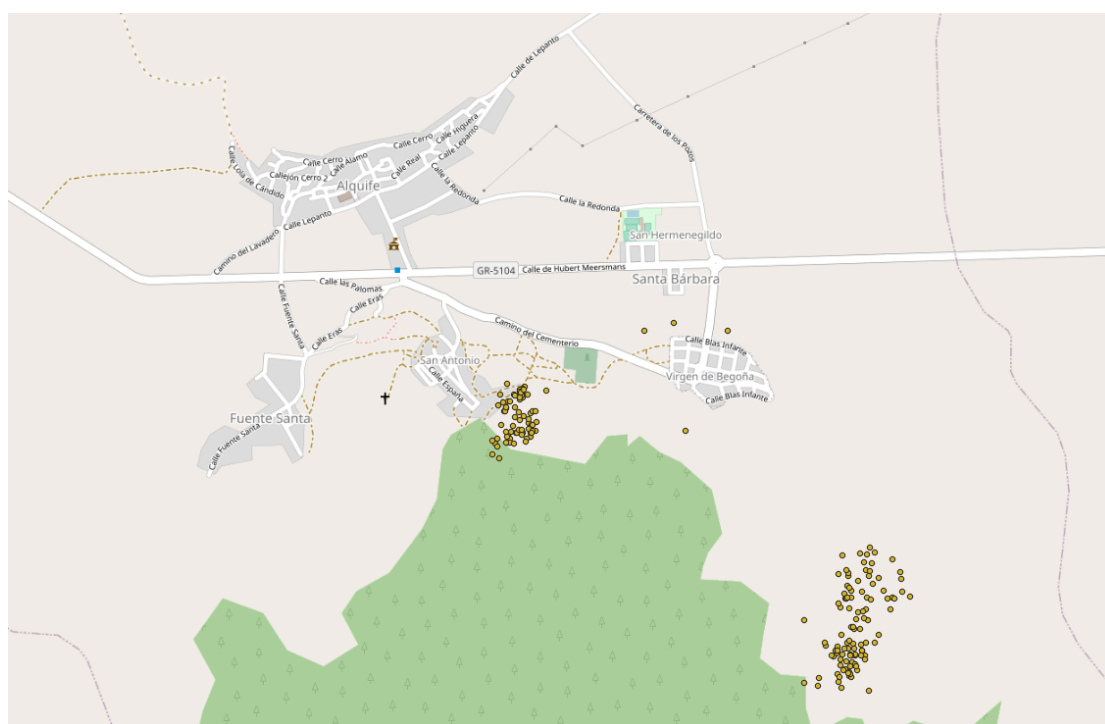 Calle de Lepanto
Carretera de los Pozos
Calle Higuera
Calle Cerro
Calle Lepanto
Calle Cerro
Calle Álamo
Calle Real
Calle Lola de Cándido
Callejón Cerro 2
Alquife
Calle la Redonda
Calle la Redonda
Calle Lepanto
Camino del Lavadero
San Hermenegildo
GR-5104
Calle de Hubert Meersmans
Santa Bárbara
Calle las Palomas
Calle Eras
Calle Fuente Santa
Calle Eras
Camino del Cementerio
Calle Blas Infante
San Antonio
Calle España
Virgen de Begoña
Calle Blas Infante
Fuente Santa
Calle Fuente Santa